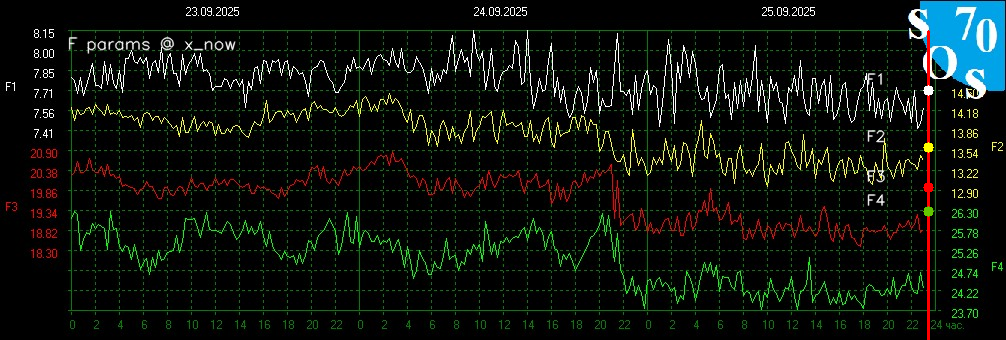 23.09.2025 24.09.2025 25.09.2025
SOS 70
F params @ x_now
8.15
8.00
7.85
F1 7.71
7.56
7.41
20.90
20.38
19.86
F3 19.34
18.82
18.30
F1
F2
F3
F4
14.50
14.18
13.86
13.54 F2
13.22
12.90
26.30
25.78
25.26
24.74 F4
24.22
23.70
0 2 4 6 8 10 12 14 16 18 20 22 0 2 4 6 8 10 12 14 16 18 20 22 0 2 4 6 8 10 12 14 16 18 20 22 24 час.